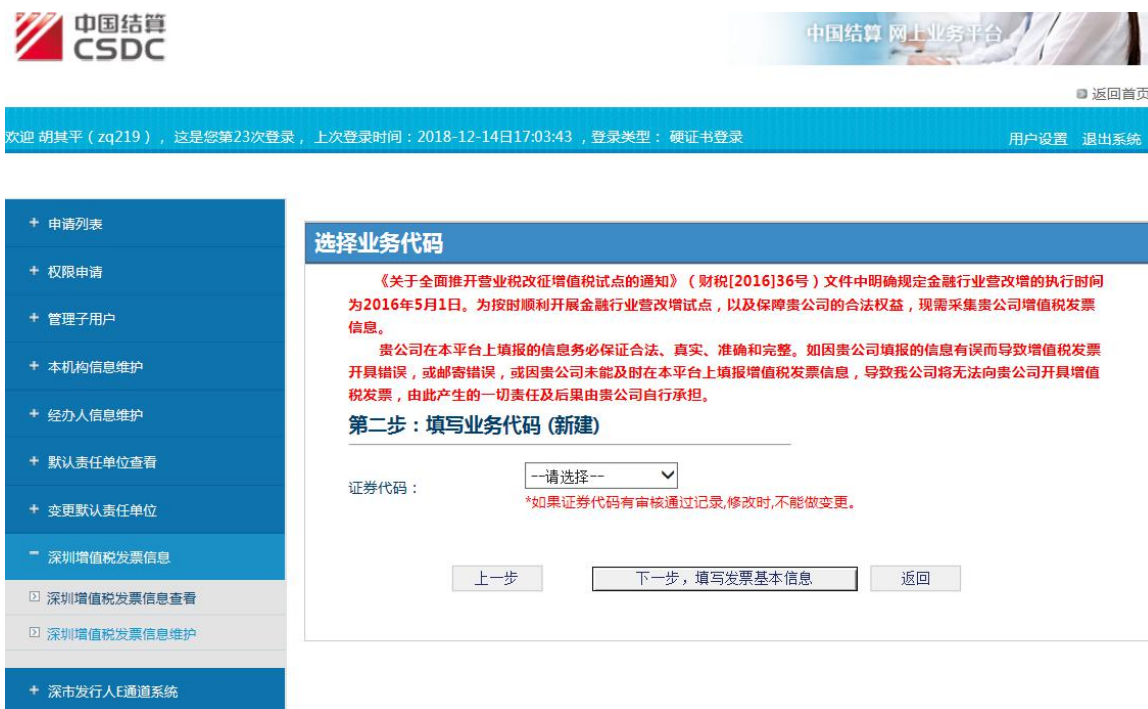 中国结算
CSDC
中国结算 网上业务平台
返回首页
欢迎 胡其平（zq219），这是您第23次登录，上次登录时间：2018-12-14日17:03:43 ，登录类型： 硬证书登录
用户设置 退出系统
+ 申请列表
+ 权限申请
+ 管理子用户
+ 本机构信息维护
+ 经办人信息维护
+ 默认责任单位查看
+ 变更默认责任单位
- 深圳增值税发票信息
深圳增值税发票信息查看
深圳增值税发票信息维护
+ 深市发行人E通道系统
选择业务代码
《关于全面推开营业税改征增值税试点的通知》（财税[2016]36号）文件中明确规定金融行业营改增的执行时间
为2016年5月1日。为按时顺利开展金融行业营改增试点，以及保障贵公司的合法权益，现需采集贵公司增值税发票
信息。
贵公司在本平台上填报的信息务必保证合法、真实、准确和完整。如因贵公司填报的信息有误而导致增值税发票
开具错误，或邮寄错误，或因贵公司未能及时在本平台上填报增值税发票信息，导致我公司将无法向贵公司开具增值
税发票，由此产生的一切责任及后果由贵公司自行承担。
第二步：填写业务代码 (新建)
证券代码： --请选择--
*如果证券代码有审核通过记录,修改时,不能做变更。
上一步 下一步，填写发票基本信息 返回